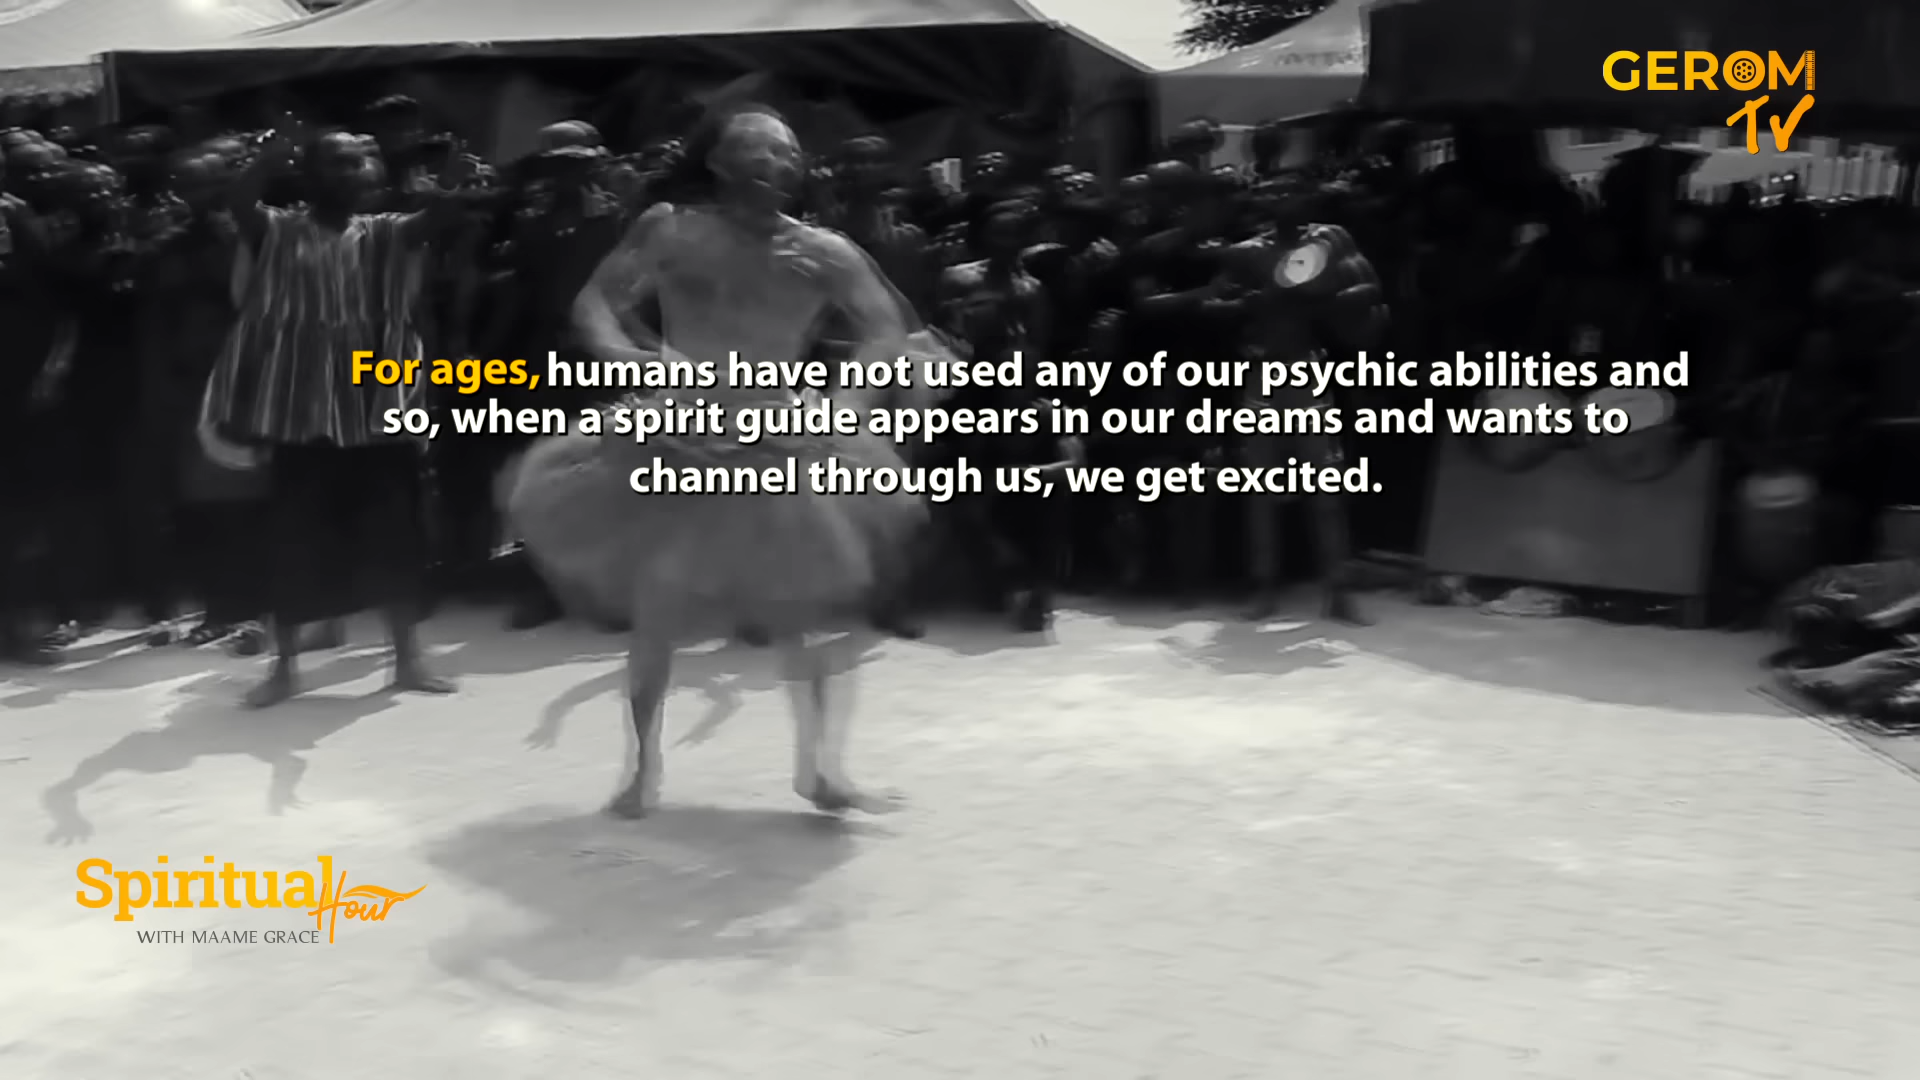 GEROM
TV
For ages, humans have not used any of our psychic abilities and
so, when a spirit guide appears in our dreams and wants to
channel through us, we get excited.
Spiritual
Hour
WITH MAAME GRACE